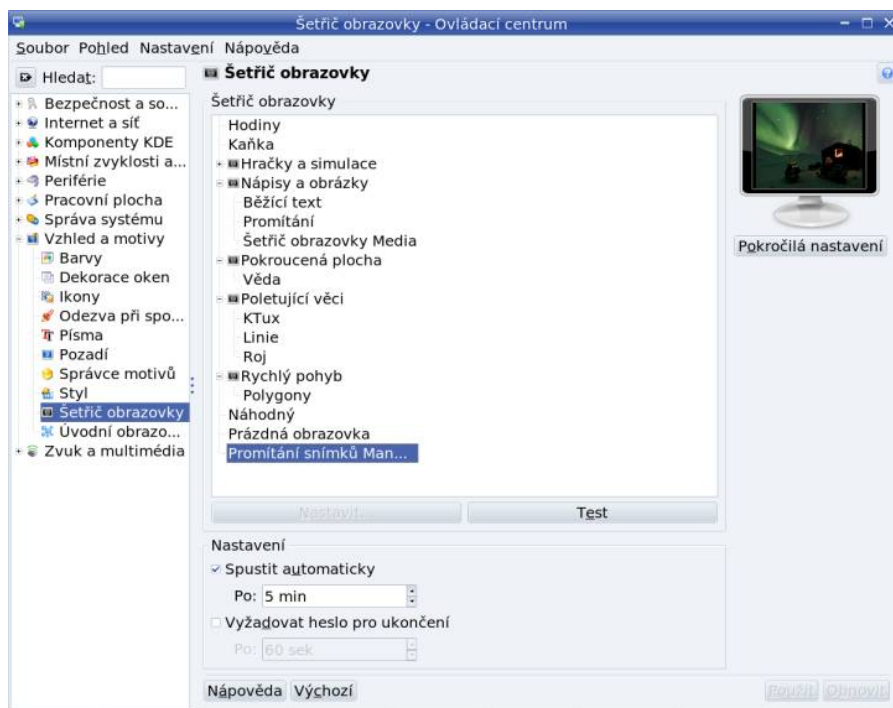 Šetřič obrazovky - Ovládací centrum
Soubor Pohled Nastavení Nápověda
Hledat:
Bezpečnost a so...
Internet a síť
Komponenty KDE
Místní zvyklosti a...
Periférie
Pracovní plocha
Správa systému
Vzhled a motivy
Barvy
Dekorace oken
Ikony
Odezva při spo...
Písma
Pozadí
Správce motivů
Styl
Šetřič obrazovky
Úvodní obrazo...
Zvuk a multimédia
Šetřič obrazovky
Šetřič obrazovky
Hodiny
Kaňka
Hračky a simulace
Nápisy a obrázky
Běžící text
Promítání
Šetřič obrazovky Media
Pokroucená plocha
Věda
Poletující věci
KTux
Linie
Roj
Rychlý pohyb
Polygony
Náhodný
Prázdná obrazovka
Promítání snímků Man...
Nastavit...
Test
Pokročilá nastavení
Nastavení
Spustit automaticky
Po: 5 min
Vyžadovat heslo pro ukončení
Po: 60 sek
Nápověda Výchozí
Použít Obnovit